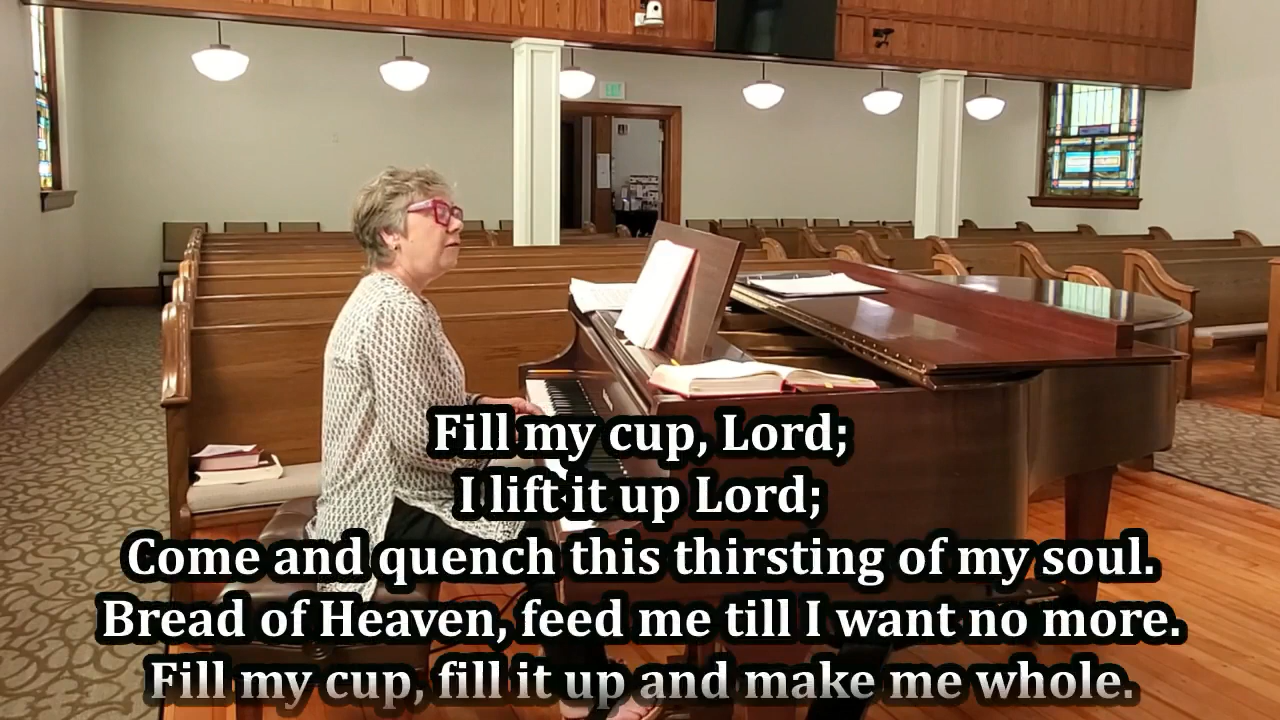 Fill my cup, Lord;
I lift it up Lord;
Come and quench this thirsting of my soul.
Bread of Heaven, feed me till I want no more.
Fill my cup, fill it up and make me whole.